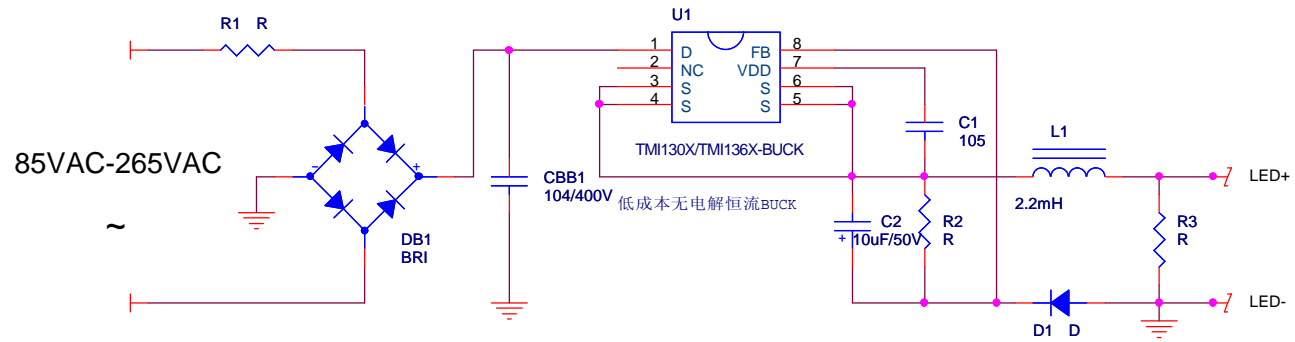 R1 R
U1
1 D FB 8
2 NC VDD 7
3 S S 6
4 S S 5
TMI130X/TMI136X-BUCK
低成本无电解恒流BUCK
85VAC-265VAC
~
- +
DB1
BRI
CBB1
104/400V
C1
105
L1
2.2mH
C2
+ 10uF/50V
R2
R
R3
R
LED+
LED-
D1 D